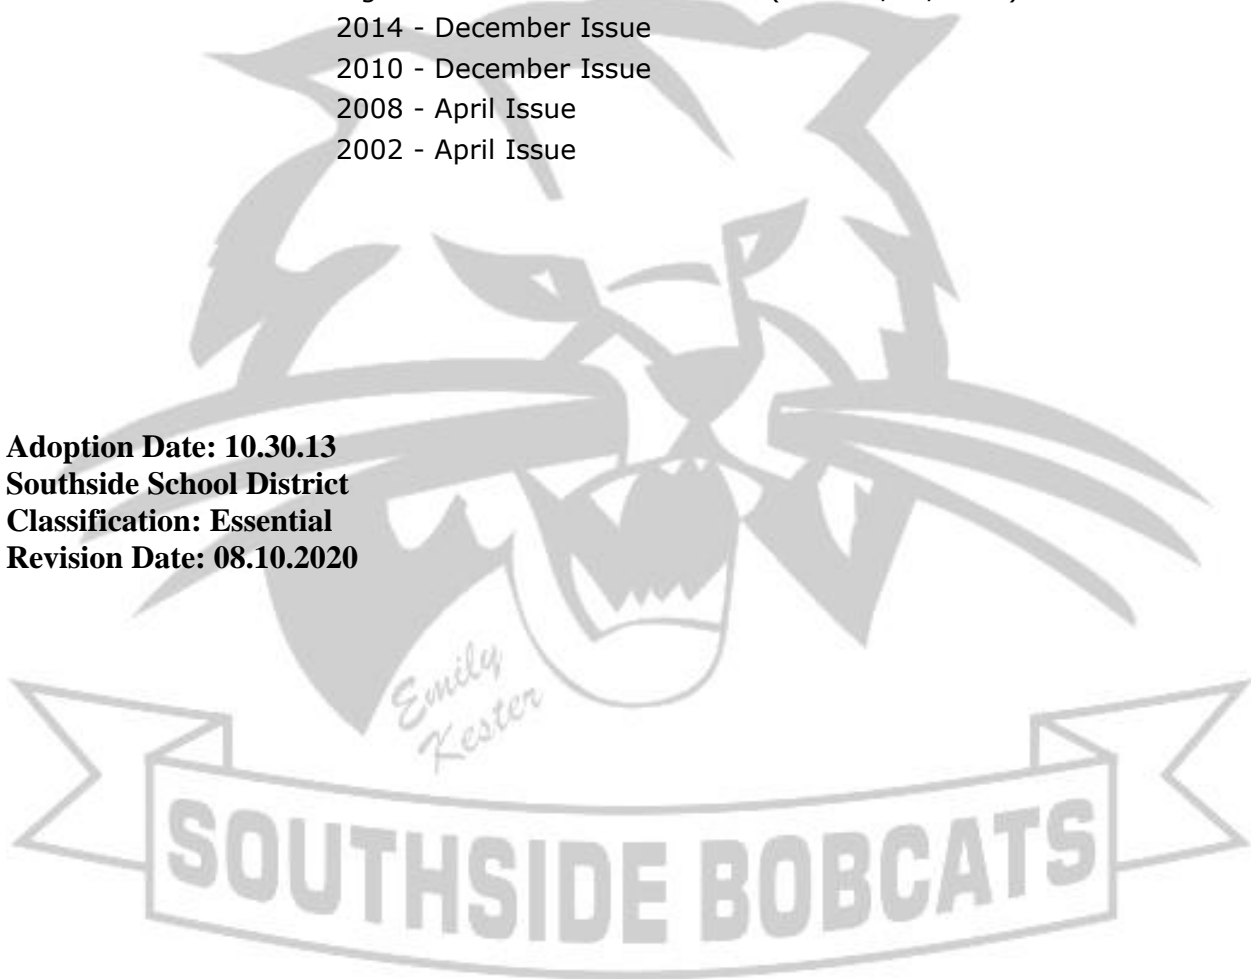 2014 - December Issue
2010 - December Issue
2008 - April Issue
2002 - April Issue
Adoption Date: 10.30.13
Southside School District
Classification: Essential
Revision Date: 08.10.2020
Emily
Kester
SOUTHSIDE BOBCATS